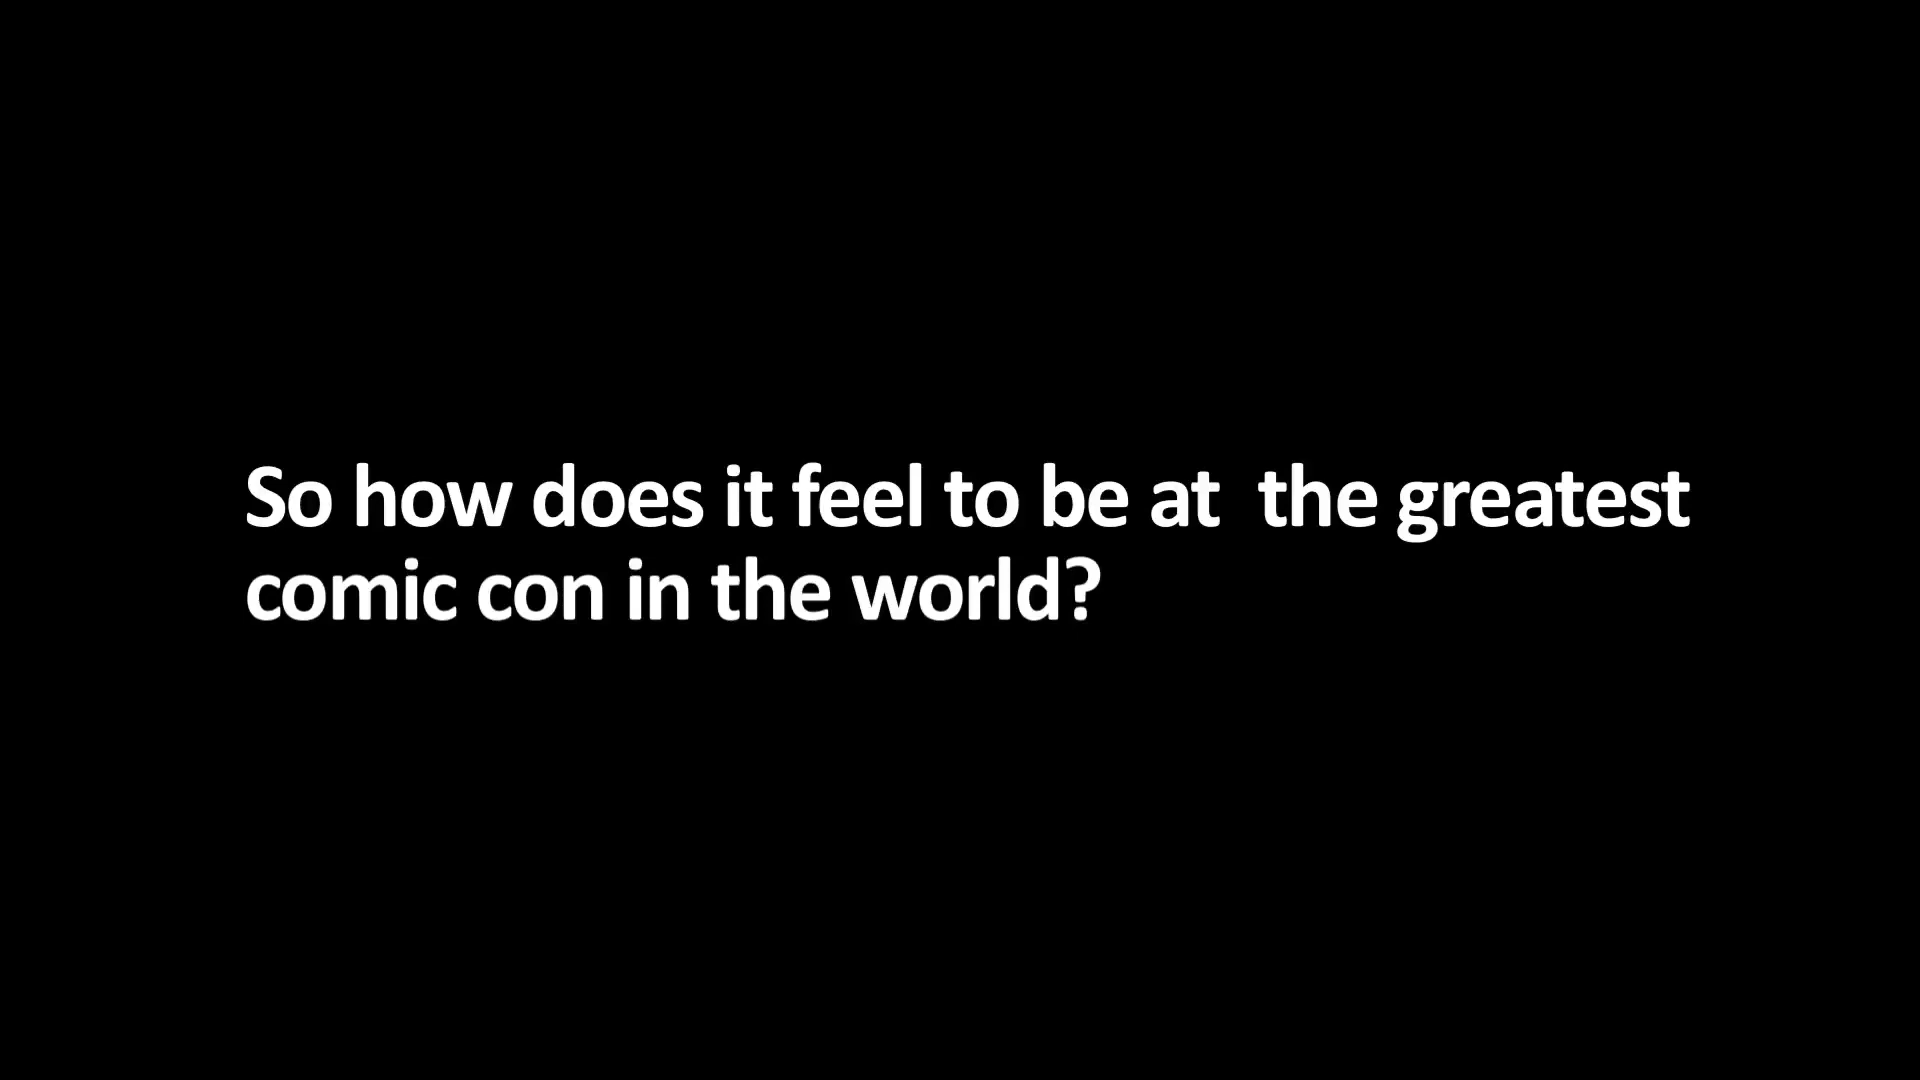 So how does it feel to be at  the greatest
comic con in the world?